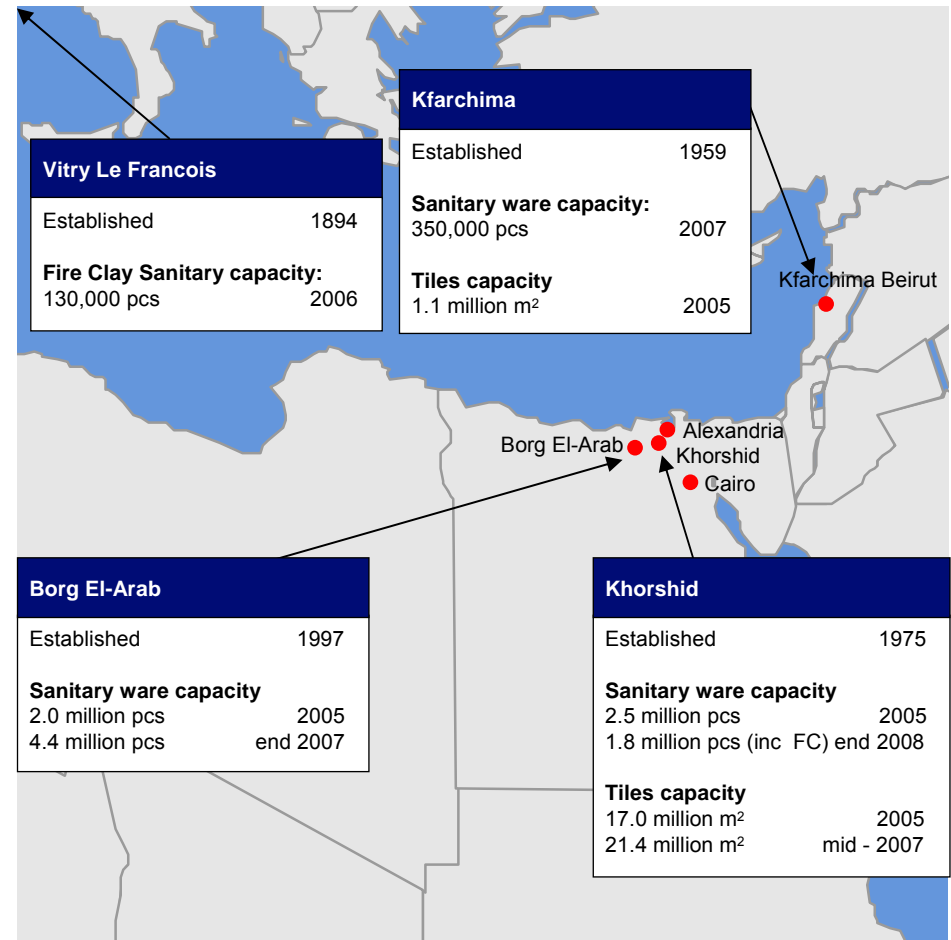 Vitry Le Francois
Established 1894
Fire Clay Sanitary capacity:
130,000 pcs 2006
Kfarchima
Established 1959
Sanitary ware capacity:
350,000 pcs 2007
Tiles capacity
1.1 million m² 2005
Kfarchima Beirut
Alexandria
Borg El-Arab
Khorshid
Cairo
Borg El-Arab
Established 1997
Sanitary ware capacity
2.0 million pcs 2005
4.4 million pcs end 2007
Khorshid
Established 1975
Sanitary ware capacity
2.5 million pcs 2005
1.8 million pcs (inc FC) end 2008
Tiles capacity
17.0 million m² 2005
21.4 million m² mid - 2007